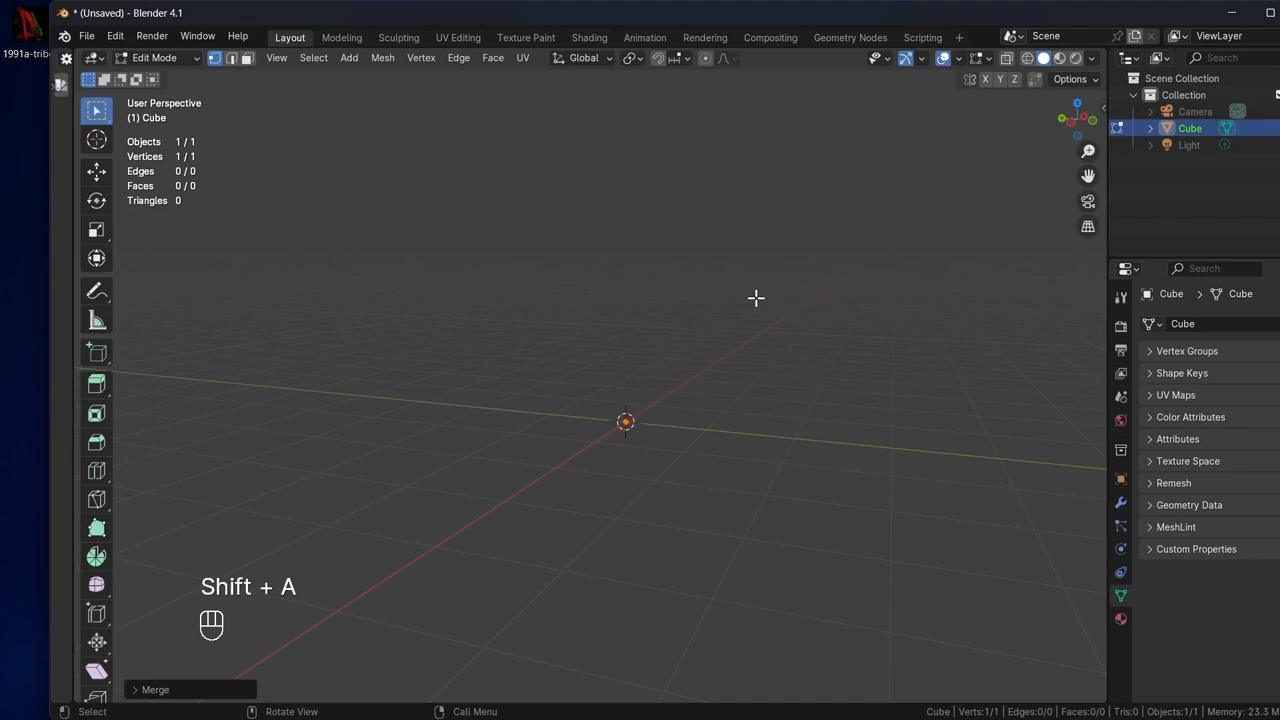 1991a-tribe
* (Unsaved) - Blender 4.1
File Edit Render Window Help Layout Modeling Sculpting UV Editing Texture Paint Shading Animation Rendering Compositing Geometry Nodes Scripting + Scene ViewLayer
Edit Mode View Select Add Mesh Vertex Edge Face UV Global Search
X Y Z Options
Scene Collection
Collection
Camera
Cube
Light
User Perspective
(1) Cube
Objects 1 / 1
Vertices 1 / 1
Edges 0 / 0
Faces 0 / 0
Triangles 0
Search
Cube > Cube
Cube
Vertex Groups
Shape Keys
UV Maps
Color Attributes
Attributes
Texture Space
Remesh
Geometry Data
MeshLint
Custom Properties
Shift + A
Merge
Select Rotate View Call Menu Cube | Verts:1/1 | Edges:0/0 | Faces:0/0 | Tris:0 | Objects:1/1 | Memory: 23.3 M